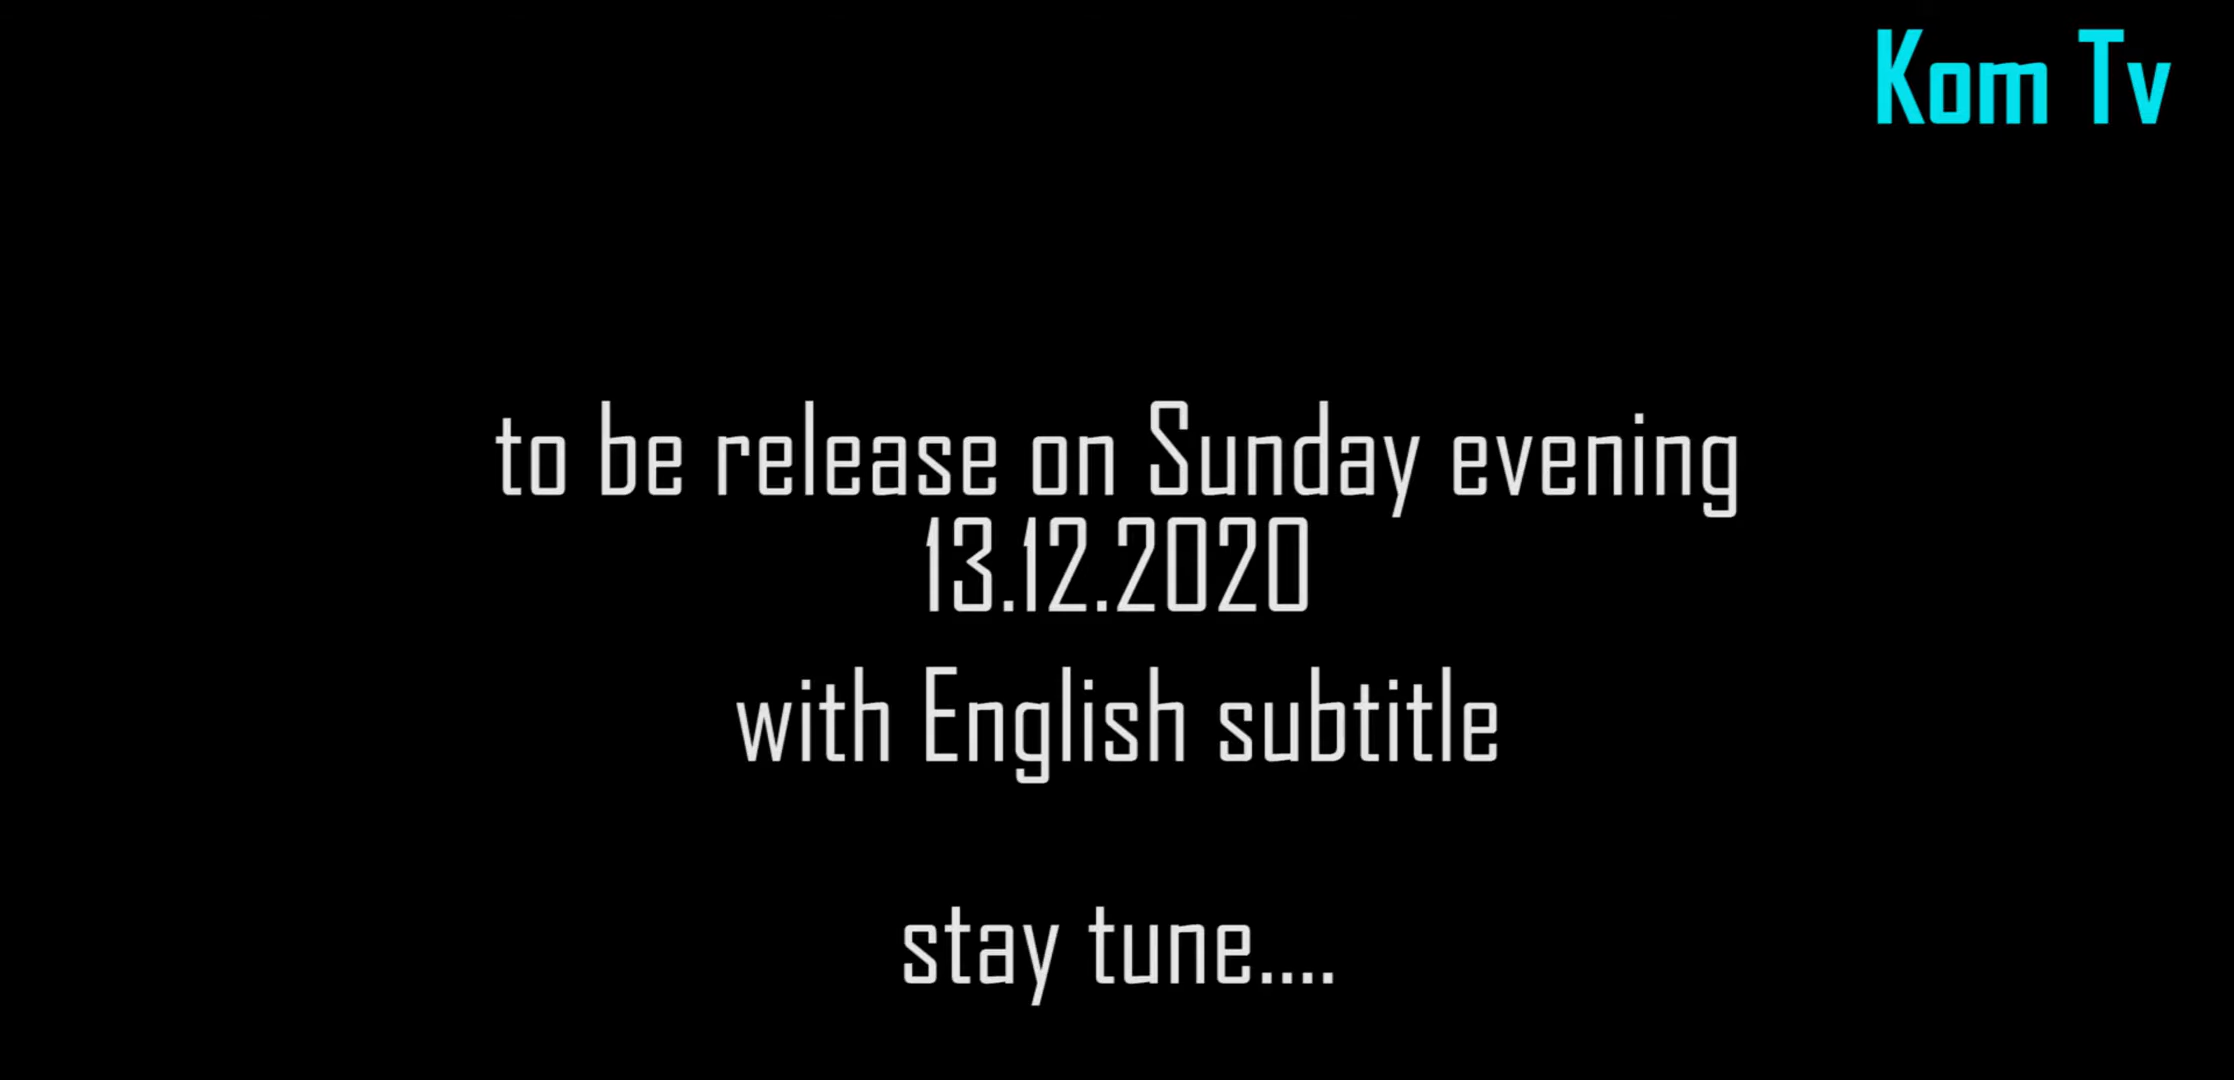 Kom Tv
to be release on Sunday evening
13.12.2020
with English subtitle
stay tune....